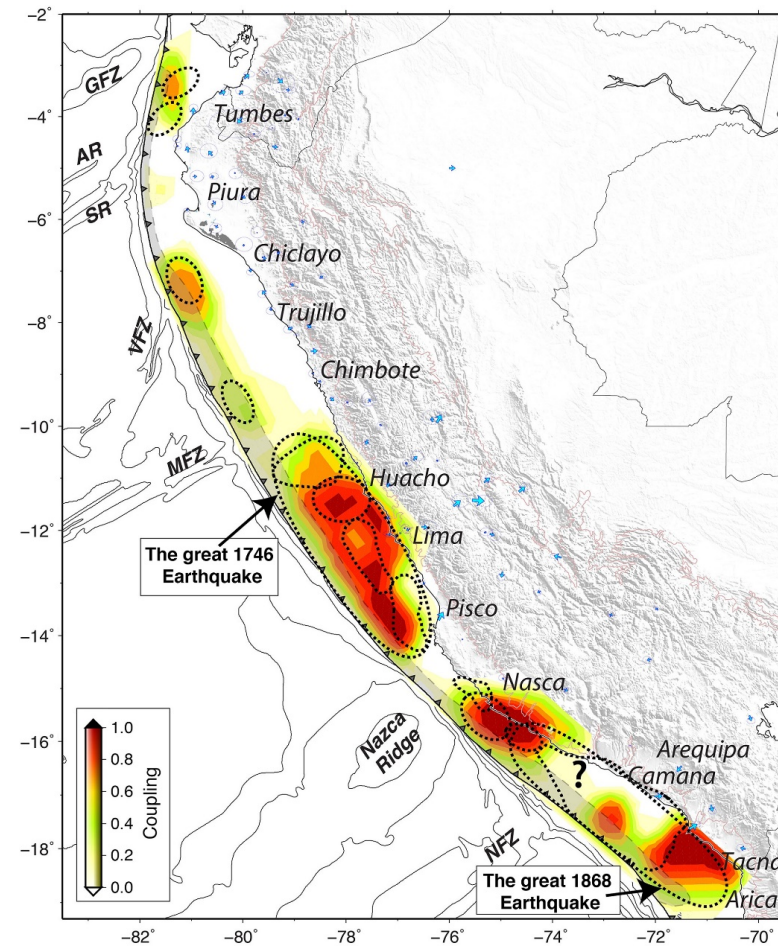 −2°
−4°
−6°
−8°
−10°
−12°
−14°
−16°
−18°
GFZ
AR
SR
VFZ
MFZ
NFZ
Tumbes
Piura
Chiclayo
Trujillo
Chimbote
Huacho
Lima
Pisco
Nasca
Arequipa
Camana
Tacna
Arica
The great 1746
Earthquake
Nazca
Ridge
?
The great 1868
Earthquake
1.0
0.8
0.6
0.4
0.2
0.0
Coupling
−82
−80
−78
−76
−74
−72
−70